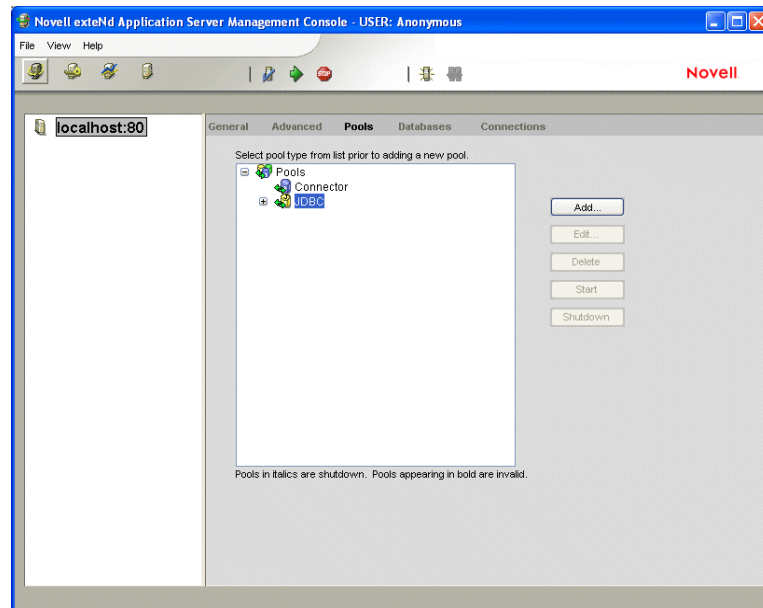 Novell exteNd Application Server Management Console - USER: Anonymous
File View Help
STOP
Novell
localhost:80
General Advanced Pools Databases Connections
Select pool type from list prior to adding a new pool.
Pools
Connector
JDBC
Add...
Edit...
Delete
Start
Shutdown
Pools in italics are shutdown. Pools appearing in bold are invalid.